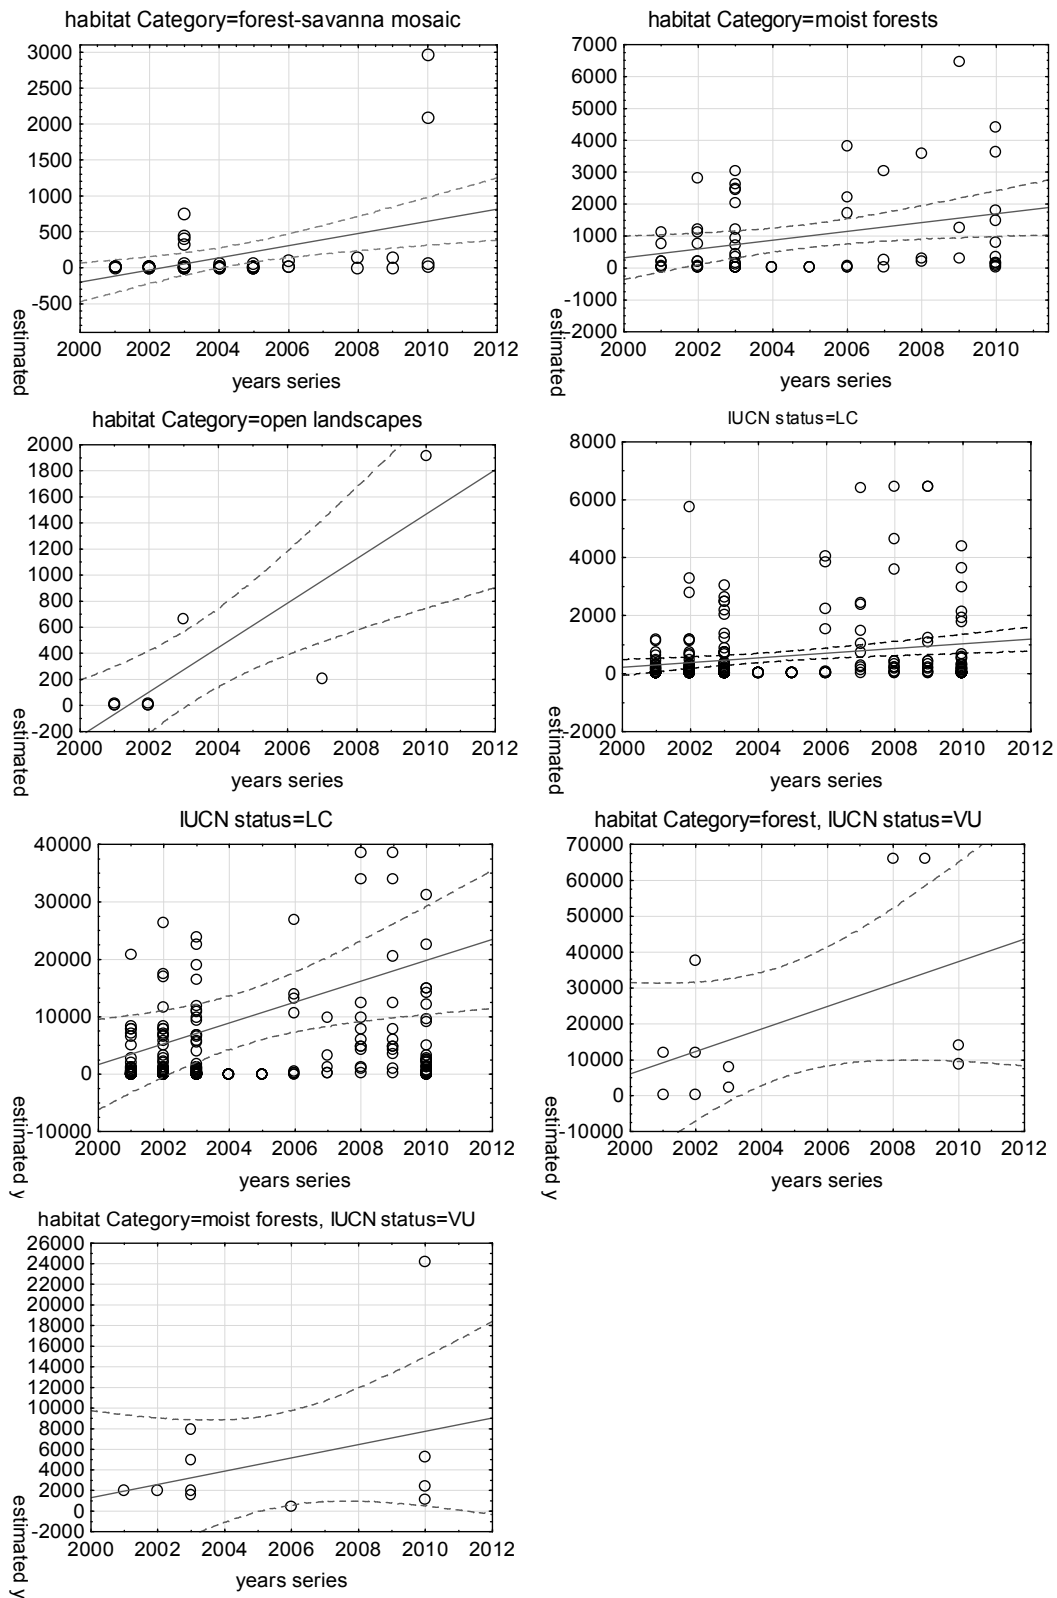 habitat Category=forest-savanna mosaic
3000
2500
2000
1500
1000
500
0
-500
estimated
2000 2002 2004 2006 2008 2010 2012
years series
habitat Category=moist forests
7000
6000
5000
4000
3000
2000
1000
0
-1000
-2000
estimated
2000 2002 2004 2006 2008 2010
years series
habitat Category=open landscapes
2000
1800
1600
1400
1200
1000
800
600
400
200
0
-200
estimated
2000 2002 2004 2006 2008 2010 2012
years series
IUCN status=LC
8000
6000
4000
2000
0
-2000
estimated
2000 2002 2004 2006 2008 2010 2012
years series
IUCN status=LC
40000
30000
20000
10000
0
-10000
estimated y
2000 2002 2004 2006 2008 2010 2012
years series
habitat Category=forest, IUCN status=VU
70000
60000
50000
40000
30000
20000
10000
0
-10000
estimated y
2000 2002 2004 2006 2008 2010 2012
years series
habitat Category=moist forests, IUCN status=VU
26000
24000
22000
20000
18000
16000
14000
12000
10000
8000
6000
4000
2000
0
-2000
estimated y
2000 2002 2004 2006 2008 2010 2012
years series